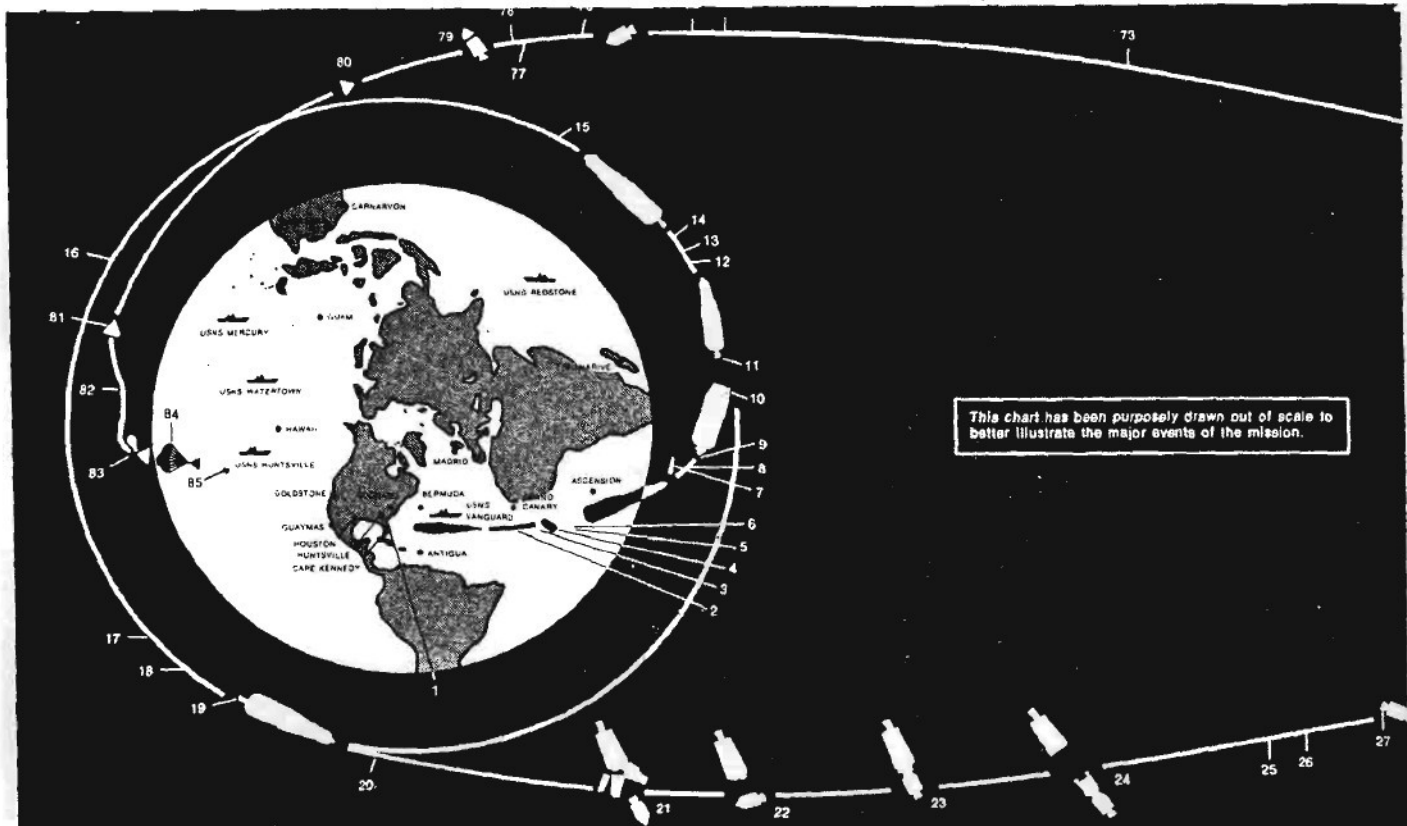 79
78
77
73
80
15
CARNARVON
14
13
12
16
USNS REDSTONE
81
USNS MERCURY
GUAM
11
82
USNS WATERTOWN
10
This chart has been purposely drawn out of scale to
better illustrate the major events of the mission.
84
HAWAII
9
83
USNS HUNTSVILLE
MADRID
8
85
ASCENSION
7
GOLDSTONE
BERMUDA
CANARY
USNS
VANGUARD
6
GUAYMAS
5
HOUSTON
HUNTSVILLE
ANTIGUA
4
CAPE KENNEDY
3
2
17
18
1
19
20
21
22
23
24
25
26
27